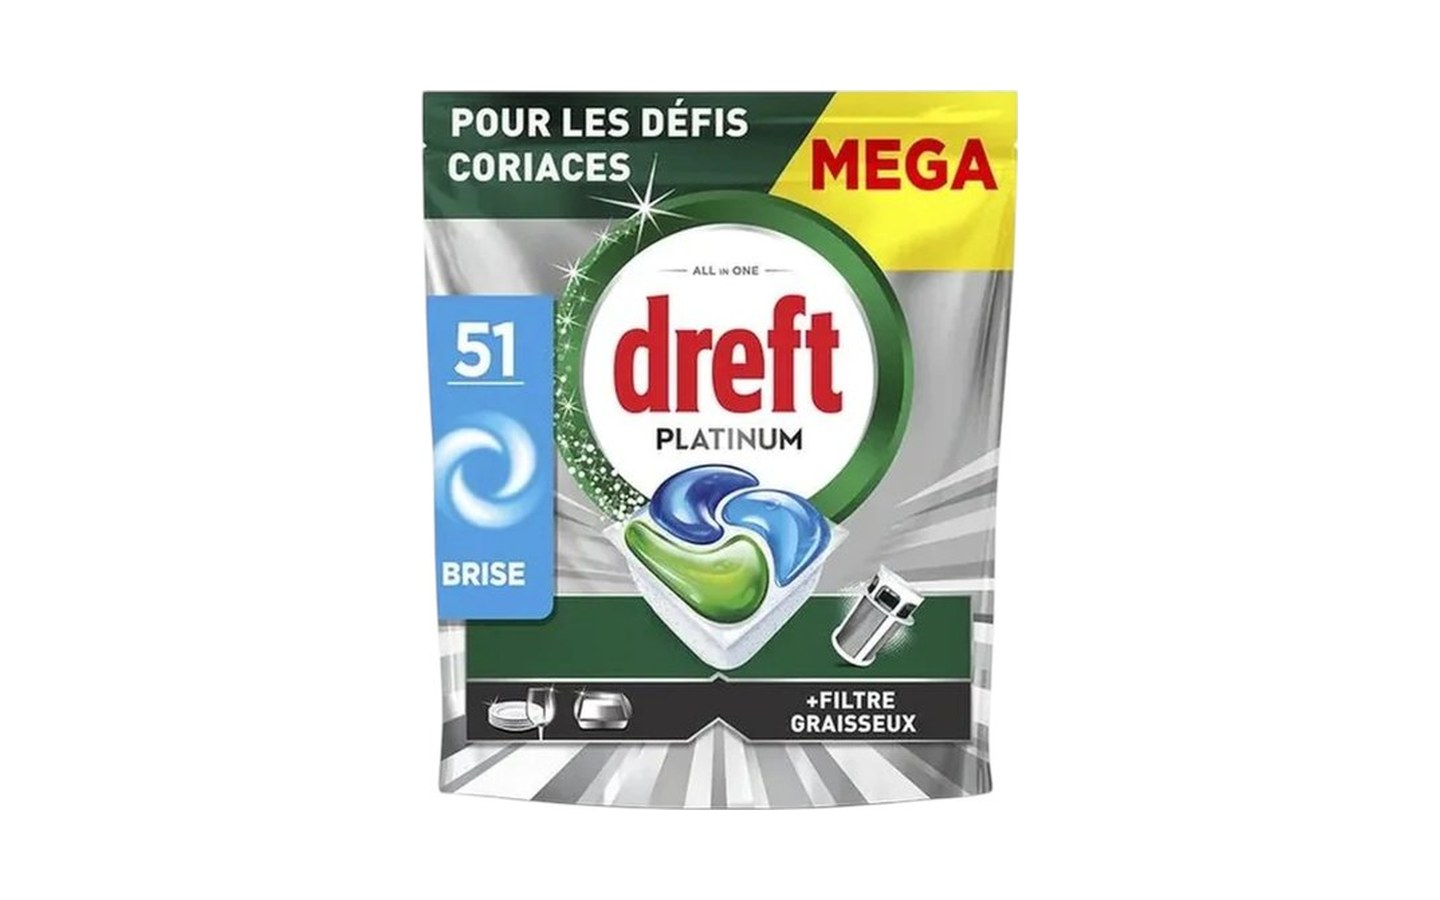 POUR LES DÉFIS
CORIACES
MEGA
ALL IN ONE
dreft
PLATINUM
51
BRISE
+FILTRE
GRAISSEUX